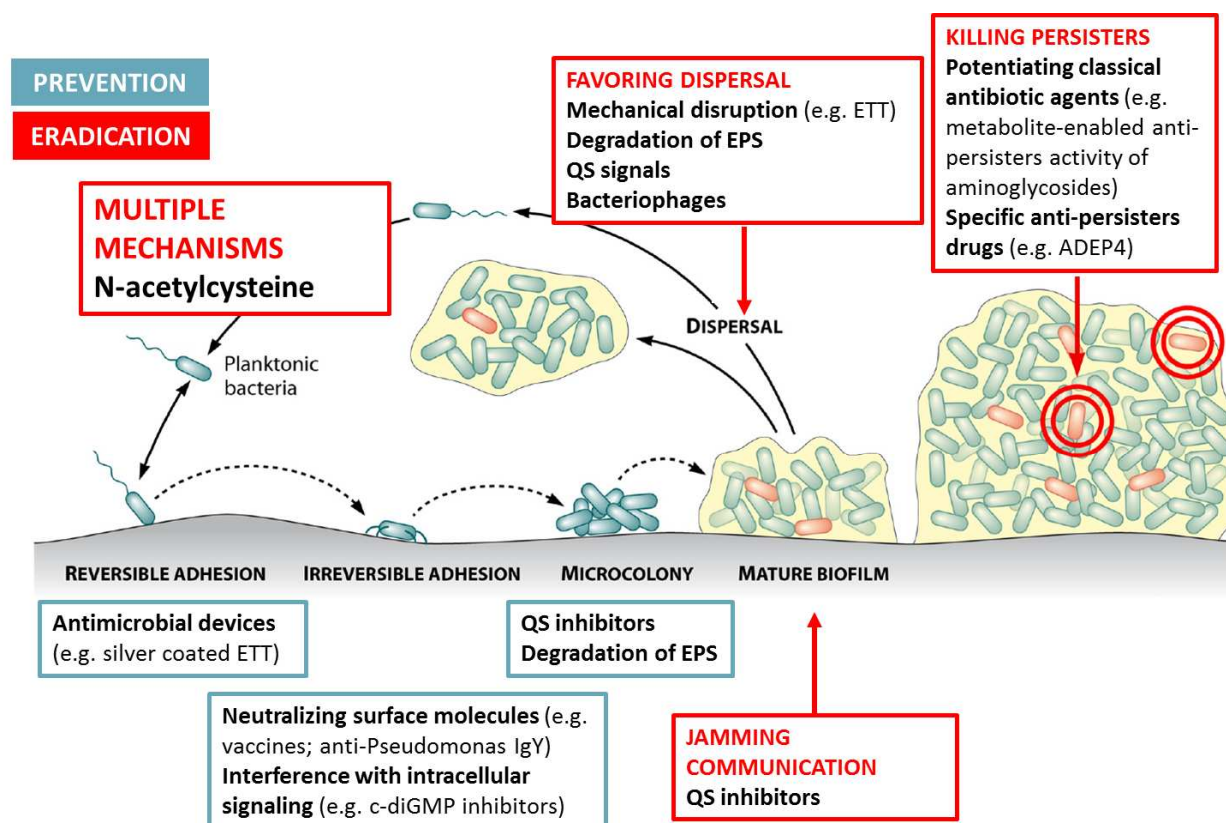 PREVENTION
ERADICATION
MULTIPLE
MECHANISMS
N-acetylcysteine
FAVORING DISPERSAL
Mechanical disruption (e.g. ETT)
Degradation of EPS
QS signals
Bacteriophages
KILLING PERSISTERS
Potentiating classical
antibiotic agents (e.g.
metabolite-enabled anti-
persisters activity of
aminoglycosides)
Specific anti-persisters
drugs (e.g. ADEP4)
DISPERSAL
Planktonic
bacteria
REVERSIBLE ADHESION
IRREVERSIBLE ADHESION
MICROCOLONY
MATURE BIOFILM
Antimicrobial devices
(e.g. silver coated ETT)
QS inhibitors
Degradation of EPS
Neutralizing surface molecules (e.g.
vaccines; anti-Pseudomonas IgY)
Interference with intracellular
signaling (e.g. c-diGMP inhibitors)
JAMMING
COMMUNICATION
QS inhibitors